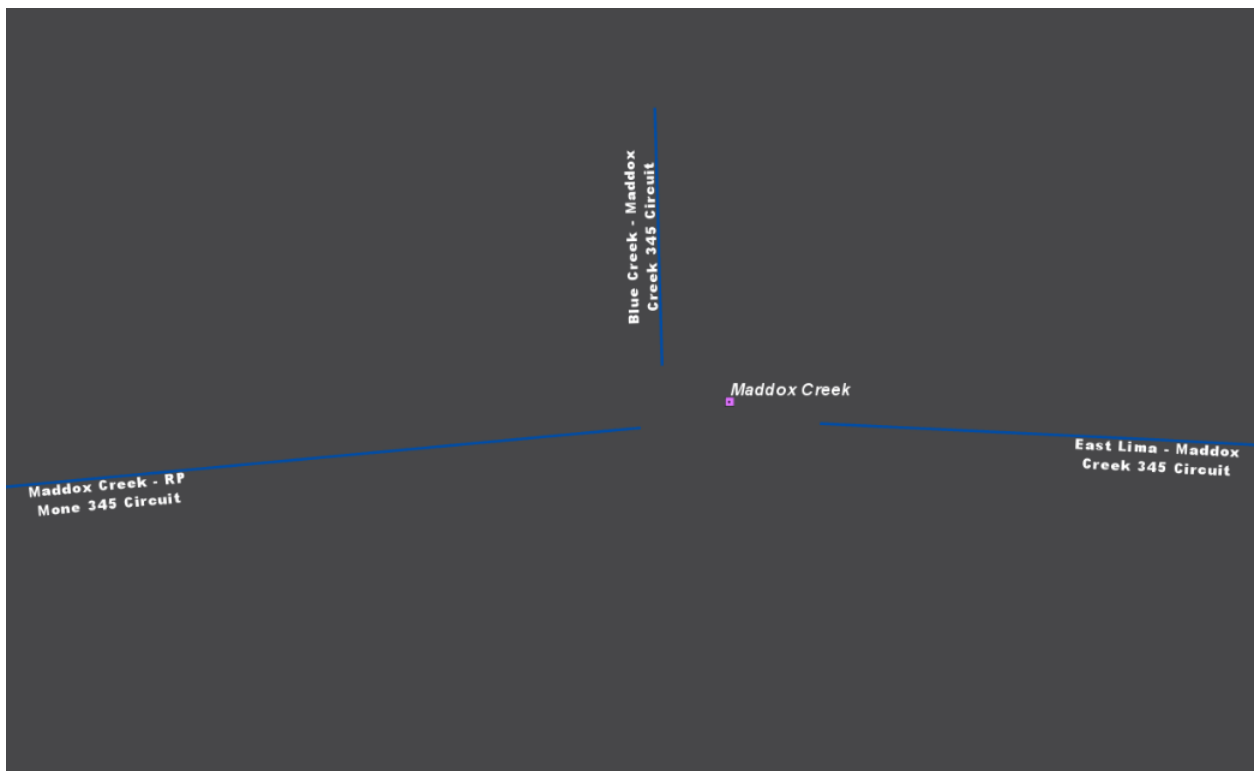 Blue Creek - Maddox
Creek 345 Circuit
Maddox Creek
East Lima - Maddox
Creek 345 Circuit
Maddox Creek - RP
Mone 345 Circuit